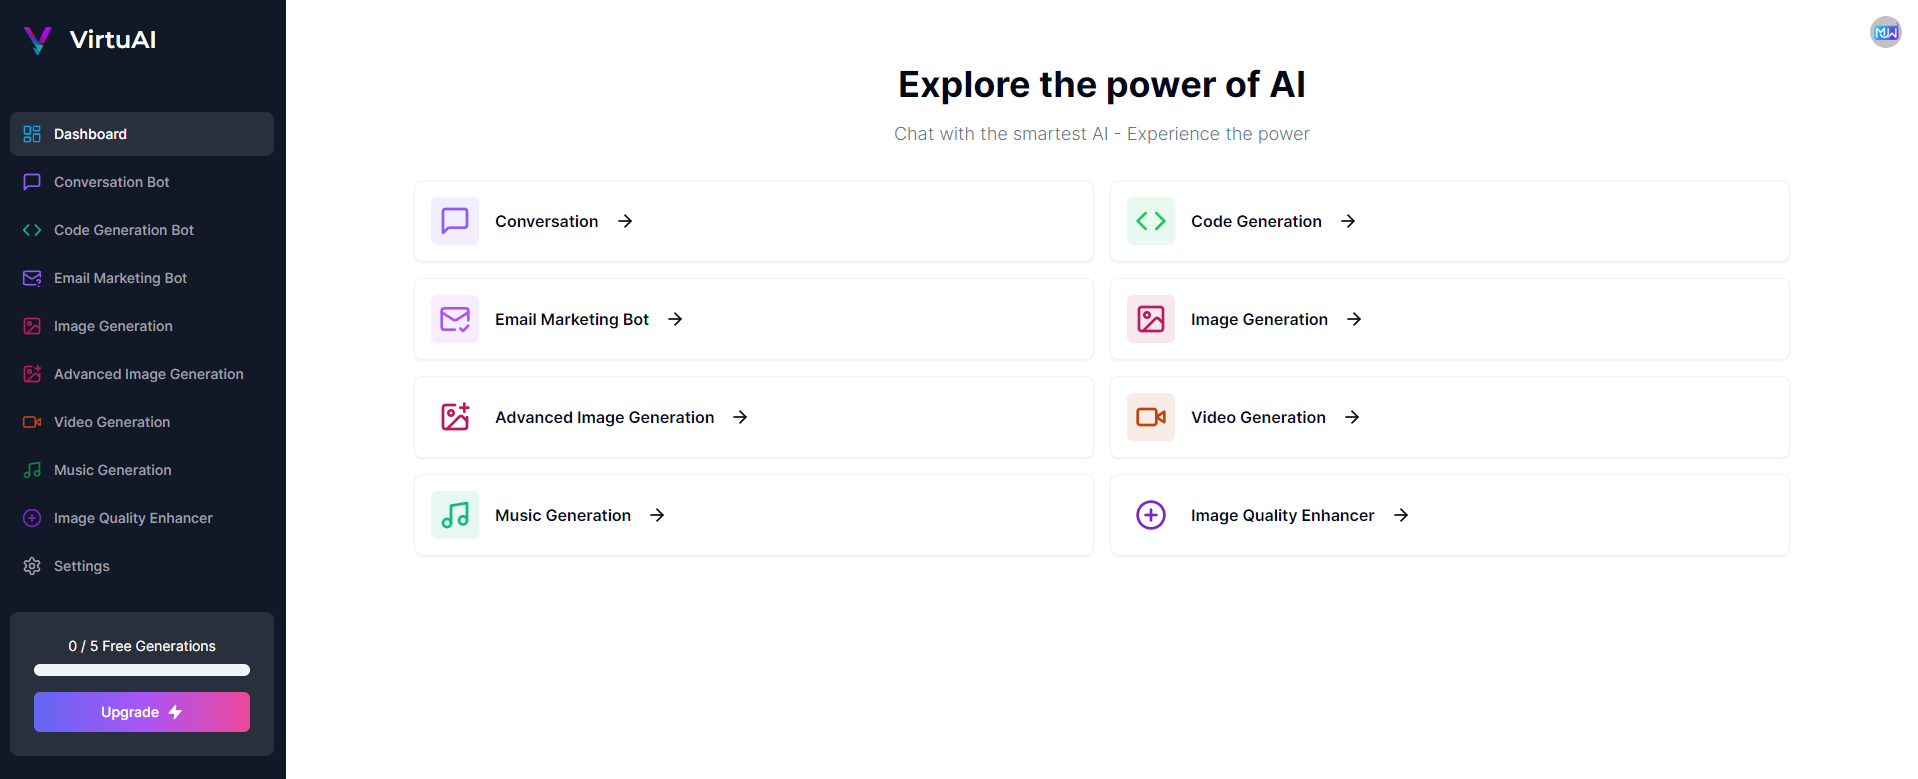 VirtuAI
Dashboard
Conversation Bot
Code Generation Bot
Email Marketing Bot
Image Generation
Advanced Image Generation
Video Generation
Music Generation
Image Quality Enhancer
Settings
0 / 5 Free Generations
Upgrade
MJW
Explore the power of AI
Chat with the smartest AI - Experience the power
Conversation
Code Generation
Email Marketing Bot
Image Generation
Advanced Image Generation
Video Generation
Music Generation
Image Quality Enhancer